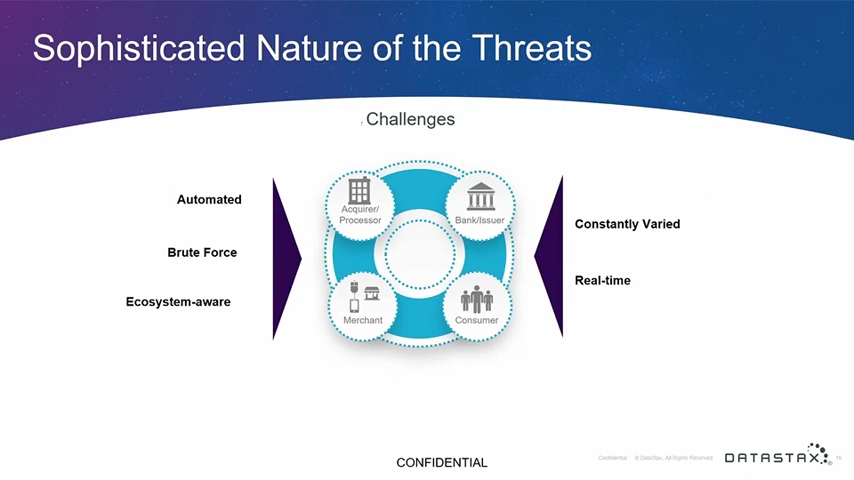 Sophisticated Nature of the Threats
Challenges
Automated
Brute Force
Ecosystem-aware
Acquirer/
Processor
Bank/Issuer
Merchant
Consumer
Constantly Varied
Real-time
CONFIDENTIAL
Confidential © DataStax, All Rights Reserved.
DATASTAX